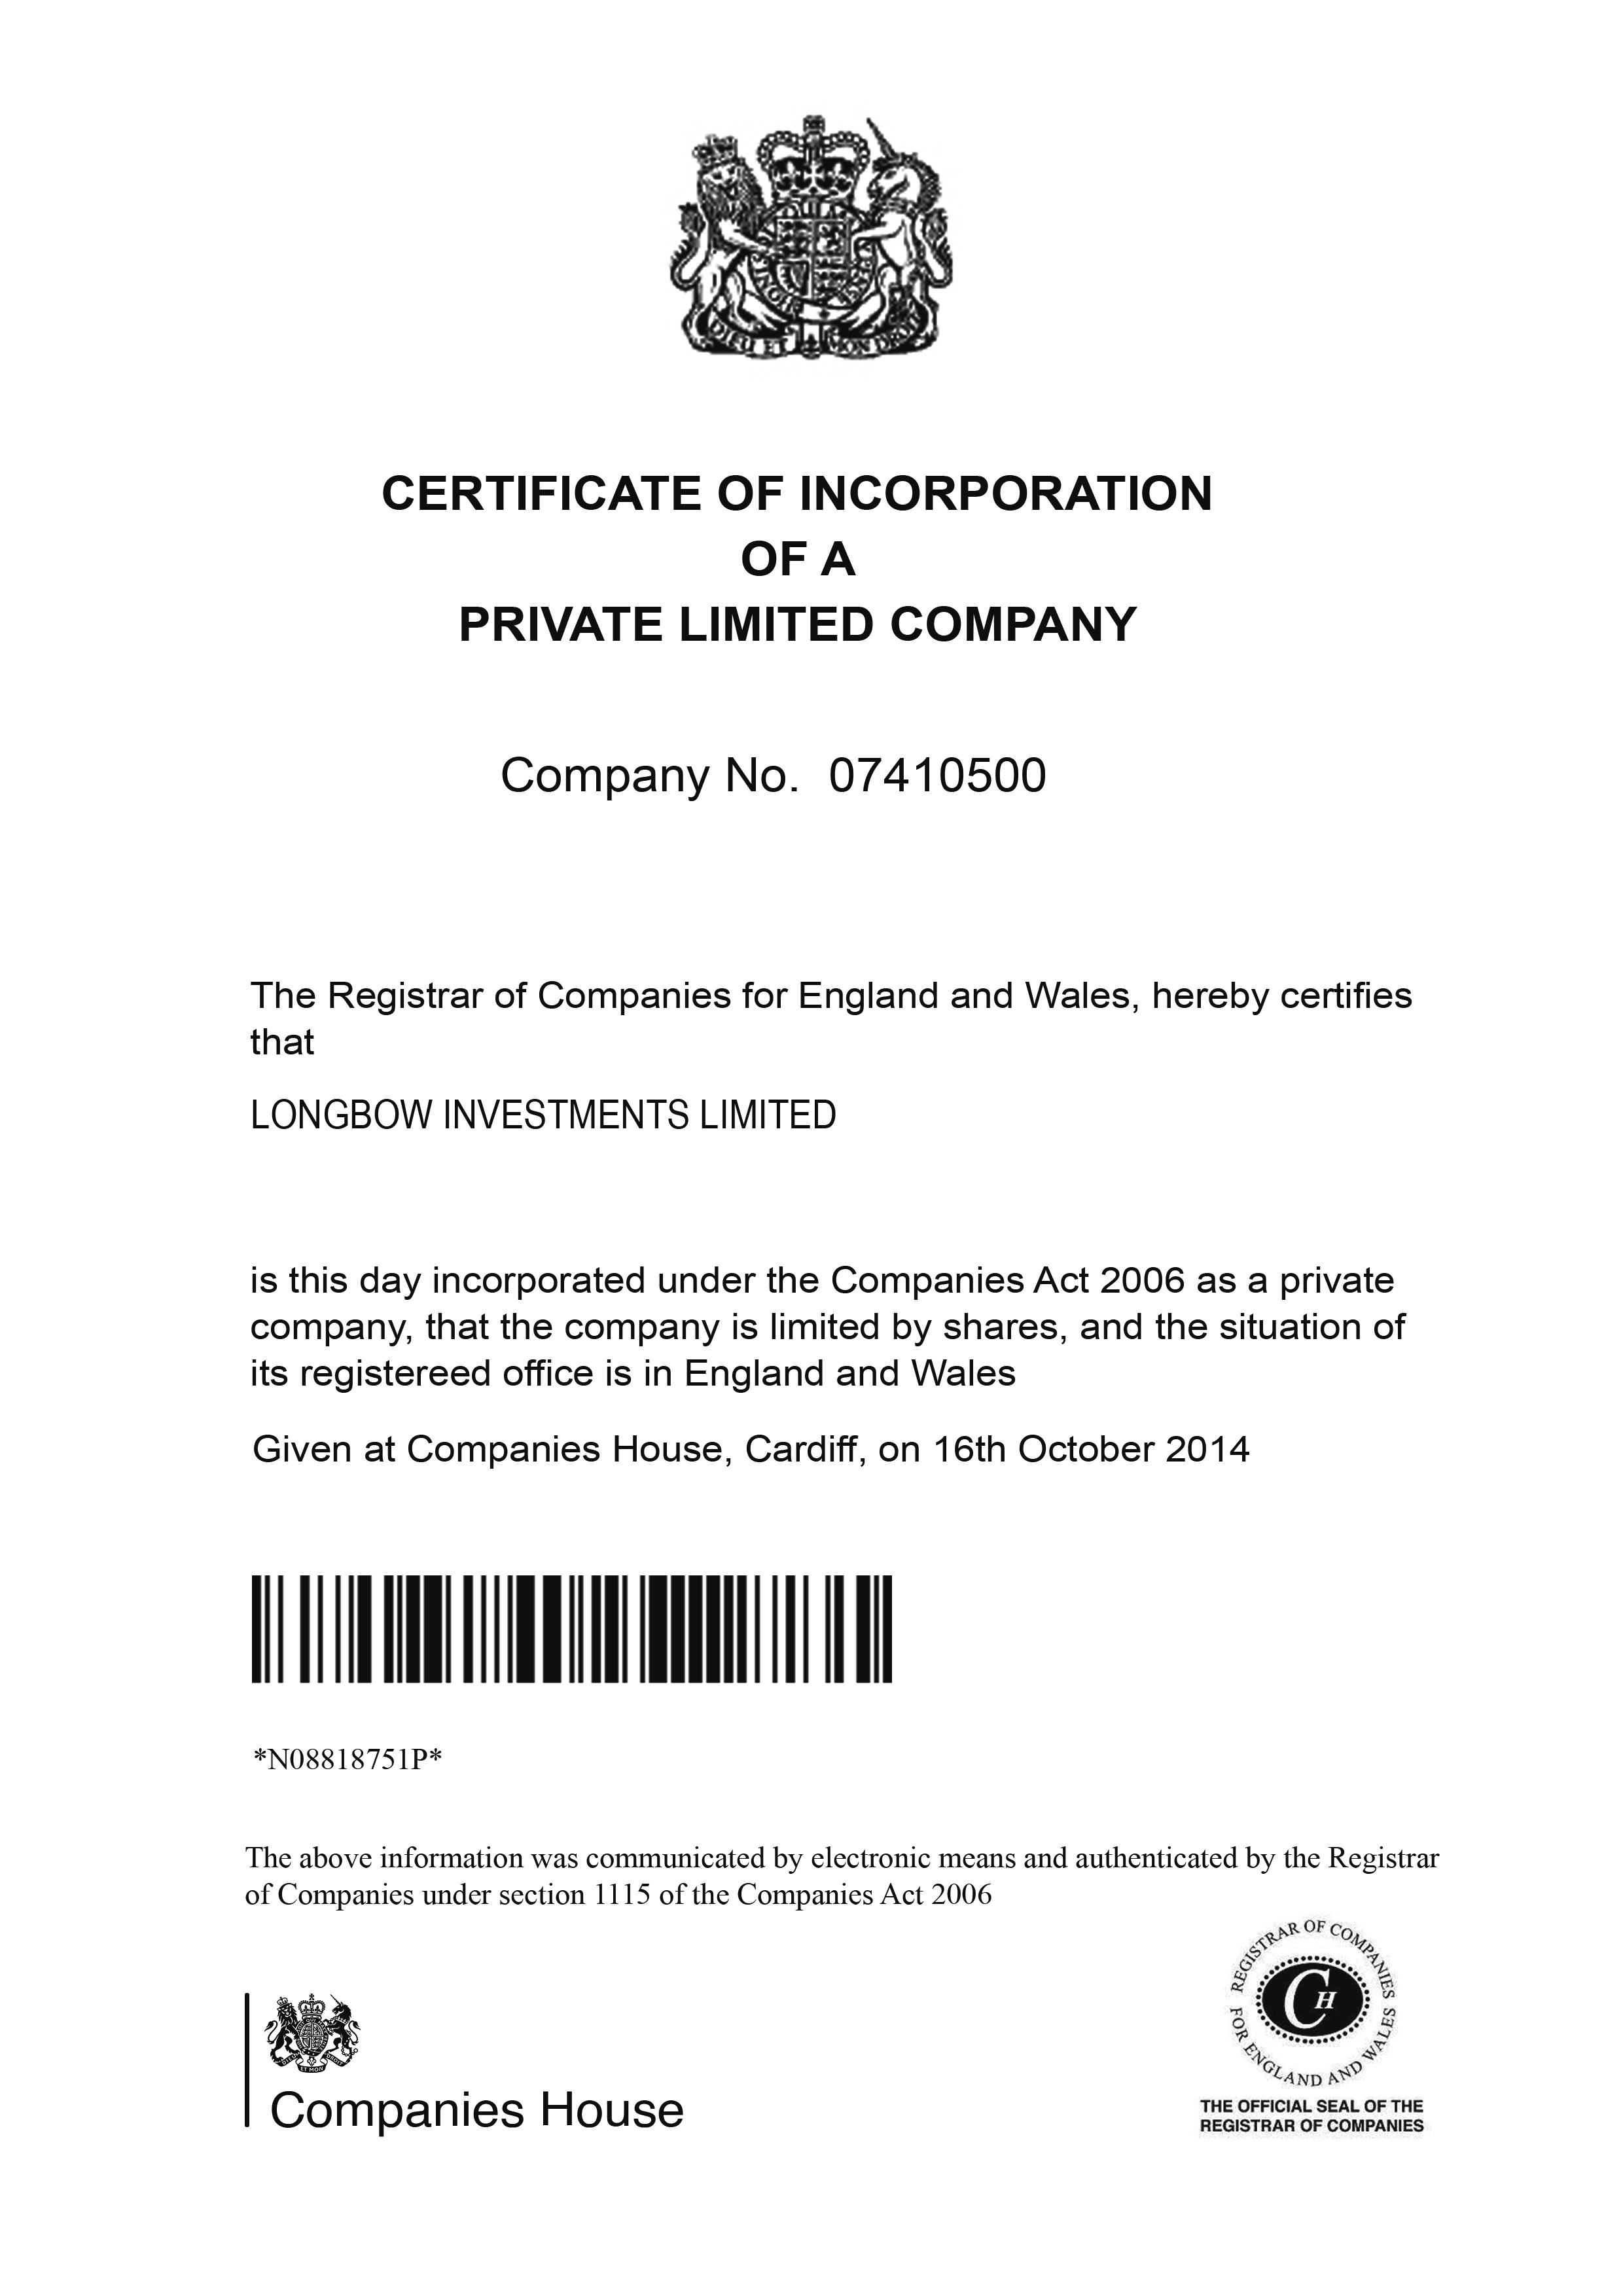 DIEU ET MON DROIT
CERTIFICATE OF INCORPORATION
OF A
PRIVATE LIMITED COMPANY
Company No. 07410500
The Registrar of Companies for England and Wales, hereby certifies
that
LONGBOW INVESTMENTS LIMITED
is this day incorporated under the Companies Act 2006 as a private
company, that the company is limited by shares, and the situation of
its registereed office is in England and Wales
Given at Companies House, Cardiff, on 16th October 2014
*N08818751P*
The above information was communicated by electronic means and authenticated by the Registrar
of Companies under section 1115 of the Companies Act 2006
Companies House
REGISTRAR OF COMPANIES
FOR ENGLAND AND WALES
CH
THE OFFICIAL SEAL OF THE
REGISTRAR OF COMPANIES